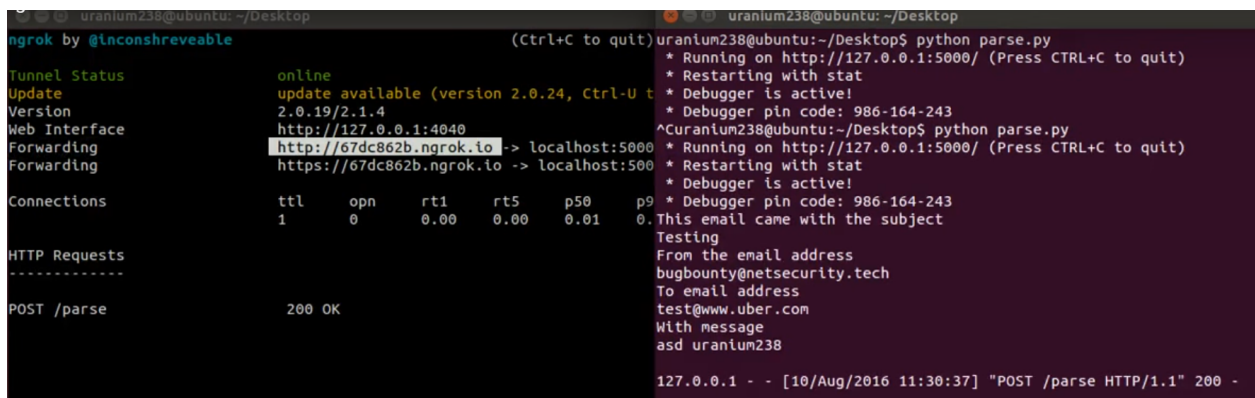 uranium238@ubuntu: ~/Desktop
ngrok by @inconshreveable (Ctrl+C to quit)
Tunnel Status online
Update update available (version 2.0.24, Ctrl-U t
Version 2.0.19/2.1.4
Web Interface http://127.0.0.1:4040
Forwarding http://67dc862b.ngrok.io -> localhost:5000
Forwarding https://67dc862b.ngrok.io -> localhost:500
Connections ttl opn rt1 rt5 p50 p9
1 0 0.00 0.00 0.01 0.
HTTP Requests
-------------
POST /parse 200 OK
uranium238@ubuntu: ~/Desktop
uranium238@ubuntu:~/Desktop$ python parse.py
* Running on http://127.0.0.1:5000/ (Press CTRL+C to quit)
* Restarting with stat
* Debugger is active!
* Debugger pin code: 986-164-243
^Curanium238@ubuntu:~/Desktop$ python parse.py
* Running on http://127.0.0.1:5000/ (Press CTRL+C to quit)
* Restarting with stat
* Debugger is active!
* Debugger pin code: 986-164-243
This email came with the subject
Testing
From the email address
bugbounty@netsecurity.tech
To email address
test@www.uber.com
With message
asd uranium238
127.0.0.1 - - [10/Aug/2016 11:30:37] "POST /parse HTTP/1.1" 200 -